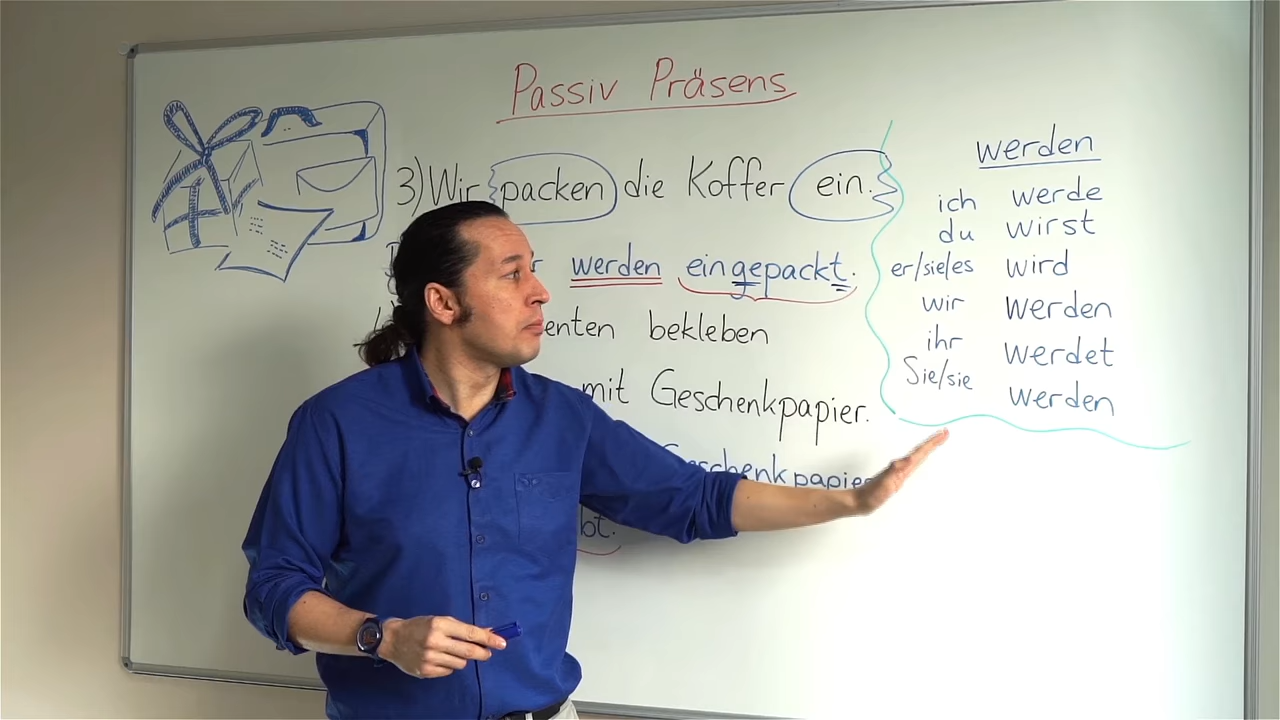 Passiv Präsens
3) Wir packen die Koffer ein.
werden eingepackt.
bekleben
mit Geschenkpapier.
Geschenkpapier
werden
ich werde
du wirst
er/sie/es wird
wir werden
ihr werdet
Sie/sie werden